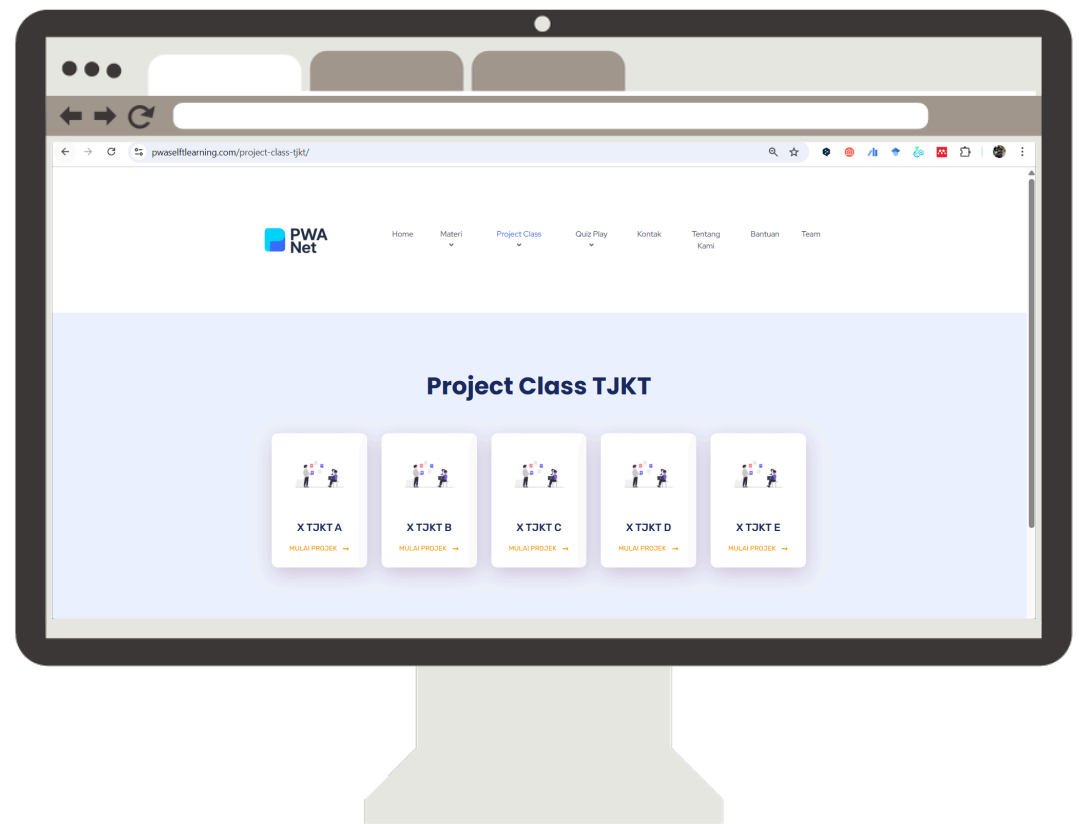 pwaselftlearning.com/project-class-tjkt/
PWA
Net
Home Materi Project Class Quiz Play Kontak Tentang Kami Bantuan Team
Project Class TJKT
X TJKT A X TJKT B X TJKT C X TJKT D X TJKT E
MULAI PROJEK → MULAI PROJEK → MULAI PROJEK → MULAI PROJEK → MULAI PROJEK →